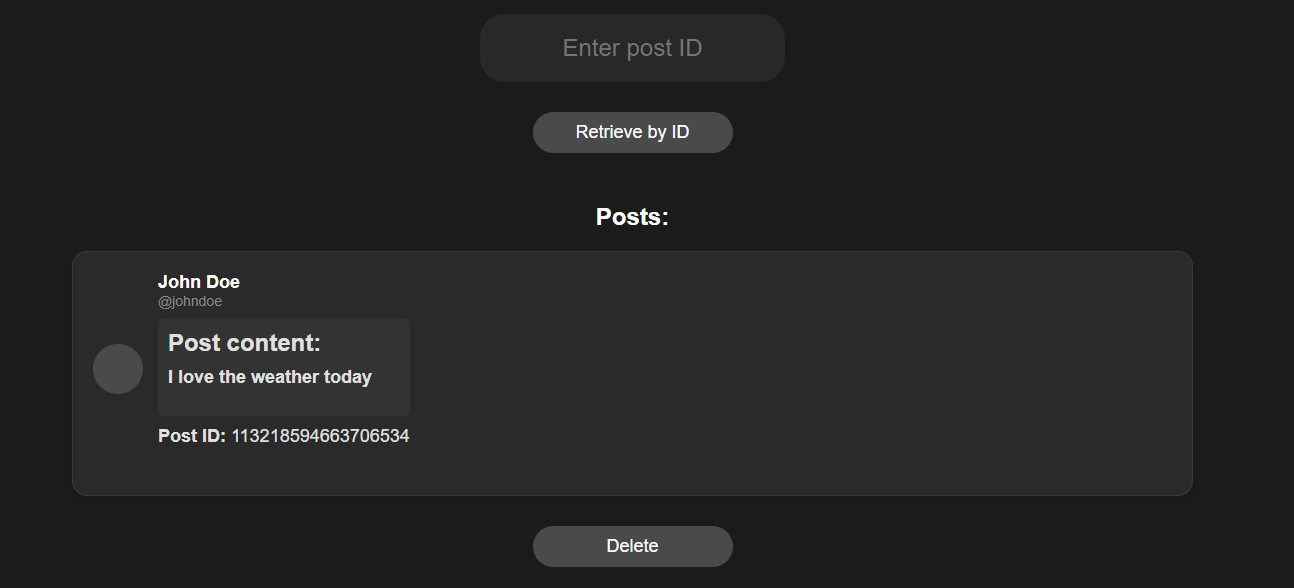 Enter post ID
Retrieve by ID
Posts:
John Doe
@johndoe
Post content:
I love the weather today
Post ID: 113218594663706534
Delete